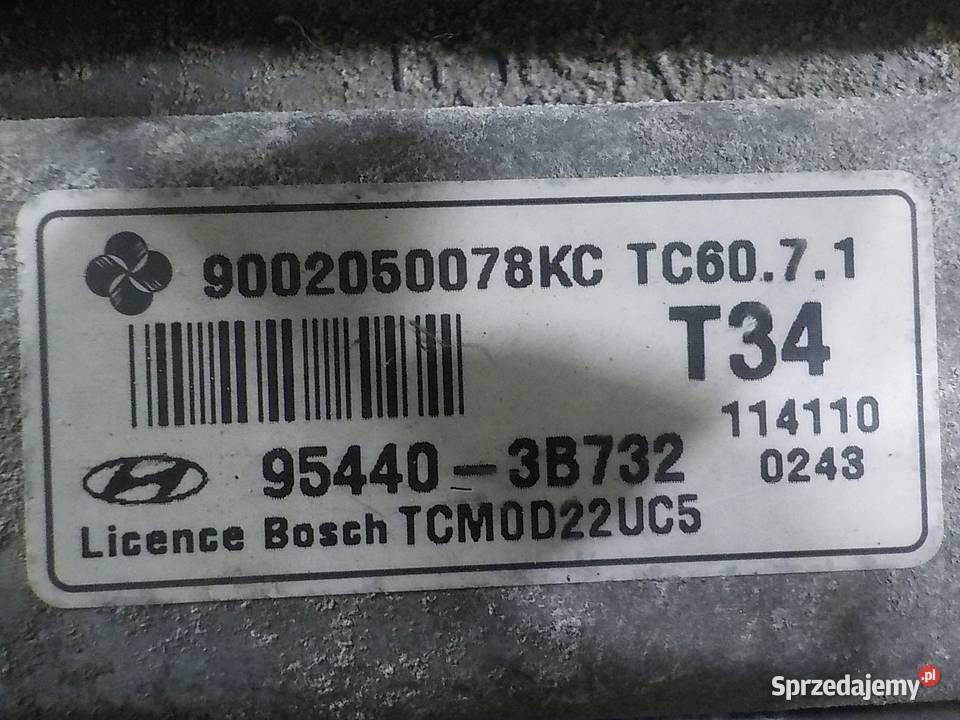 9002050078KC TC60.7.1
T34
114110
95440-3B732 0243
Licence Bosch TCM0D22UC5
Sprzedajemy.pl